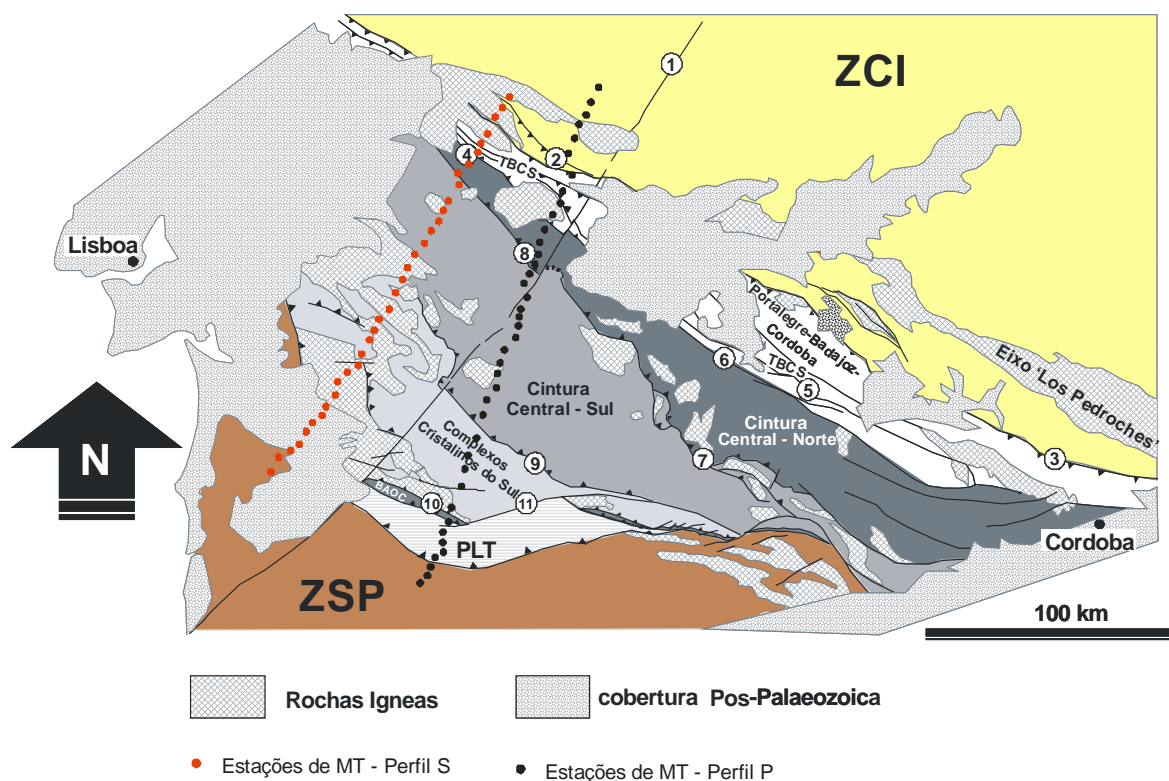 ZCI
1
2
4
TBCS
Lisboa
8
Portalegre-Badajoz-
Cordoba
TBCS
6
5
Eixo 'Los Pedroches'
N
Cintura
Central - Sul
Cintura
Central - Norte
Complexos
Cristalinos do Sul
9
7
3
BAOC
10
11
PLT
Cordoba
ZSP
100 km
Rochas Igneas
cobertura Pos-Palaeozoica
Estações de MT - Perfil S
Estações de MT - Perfil P